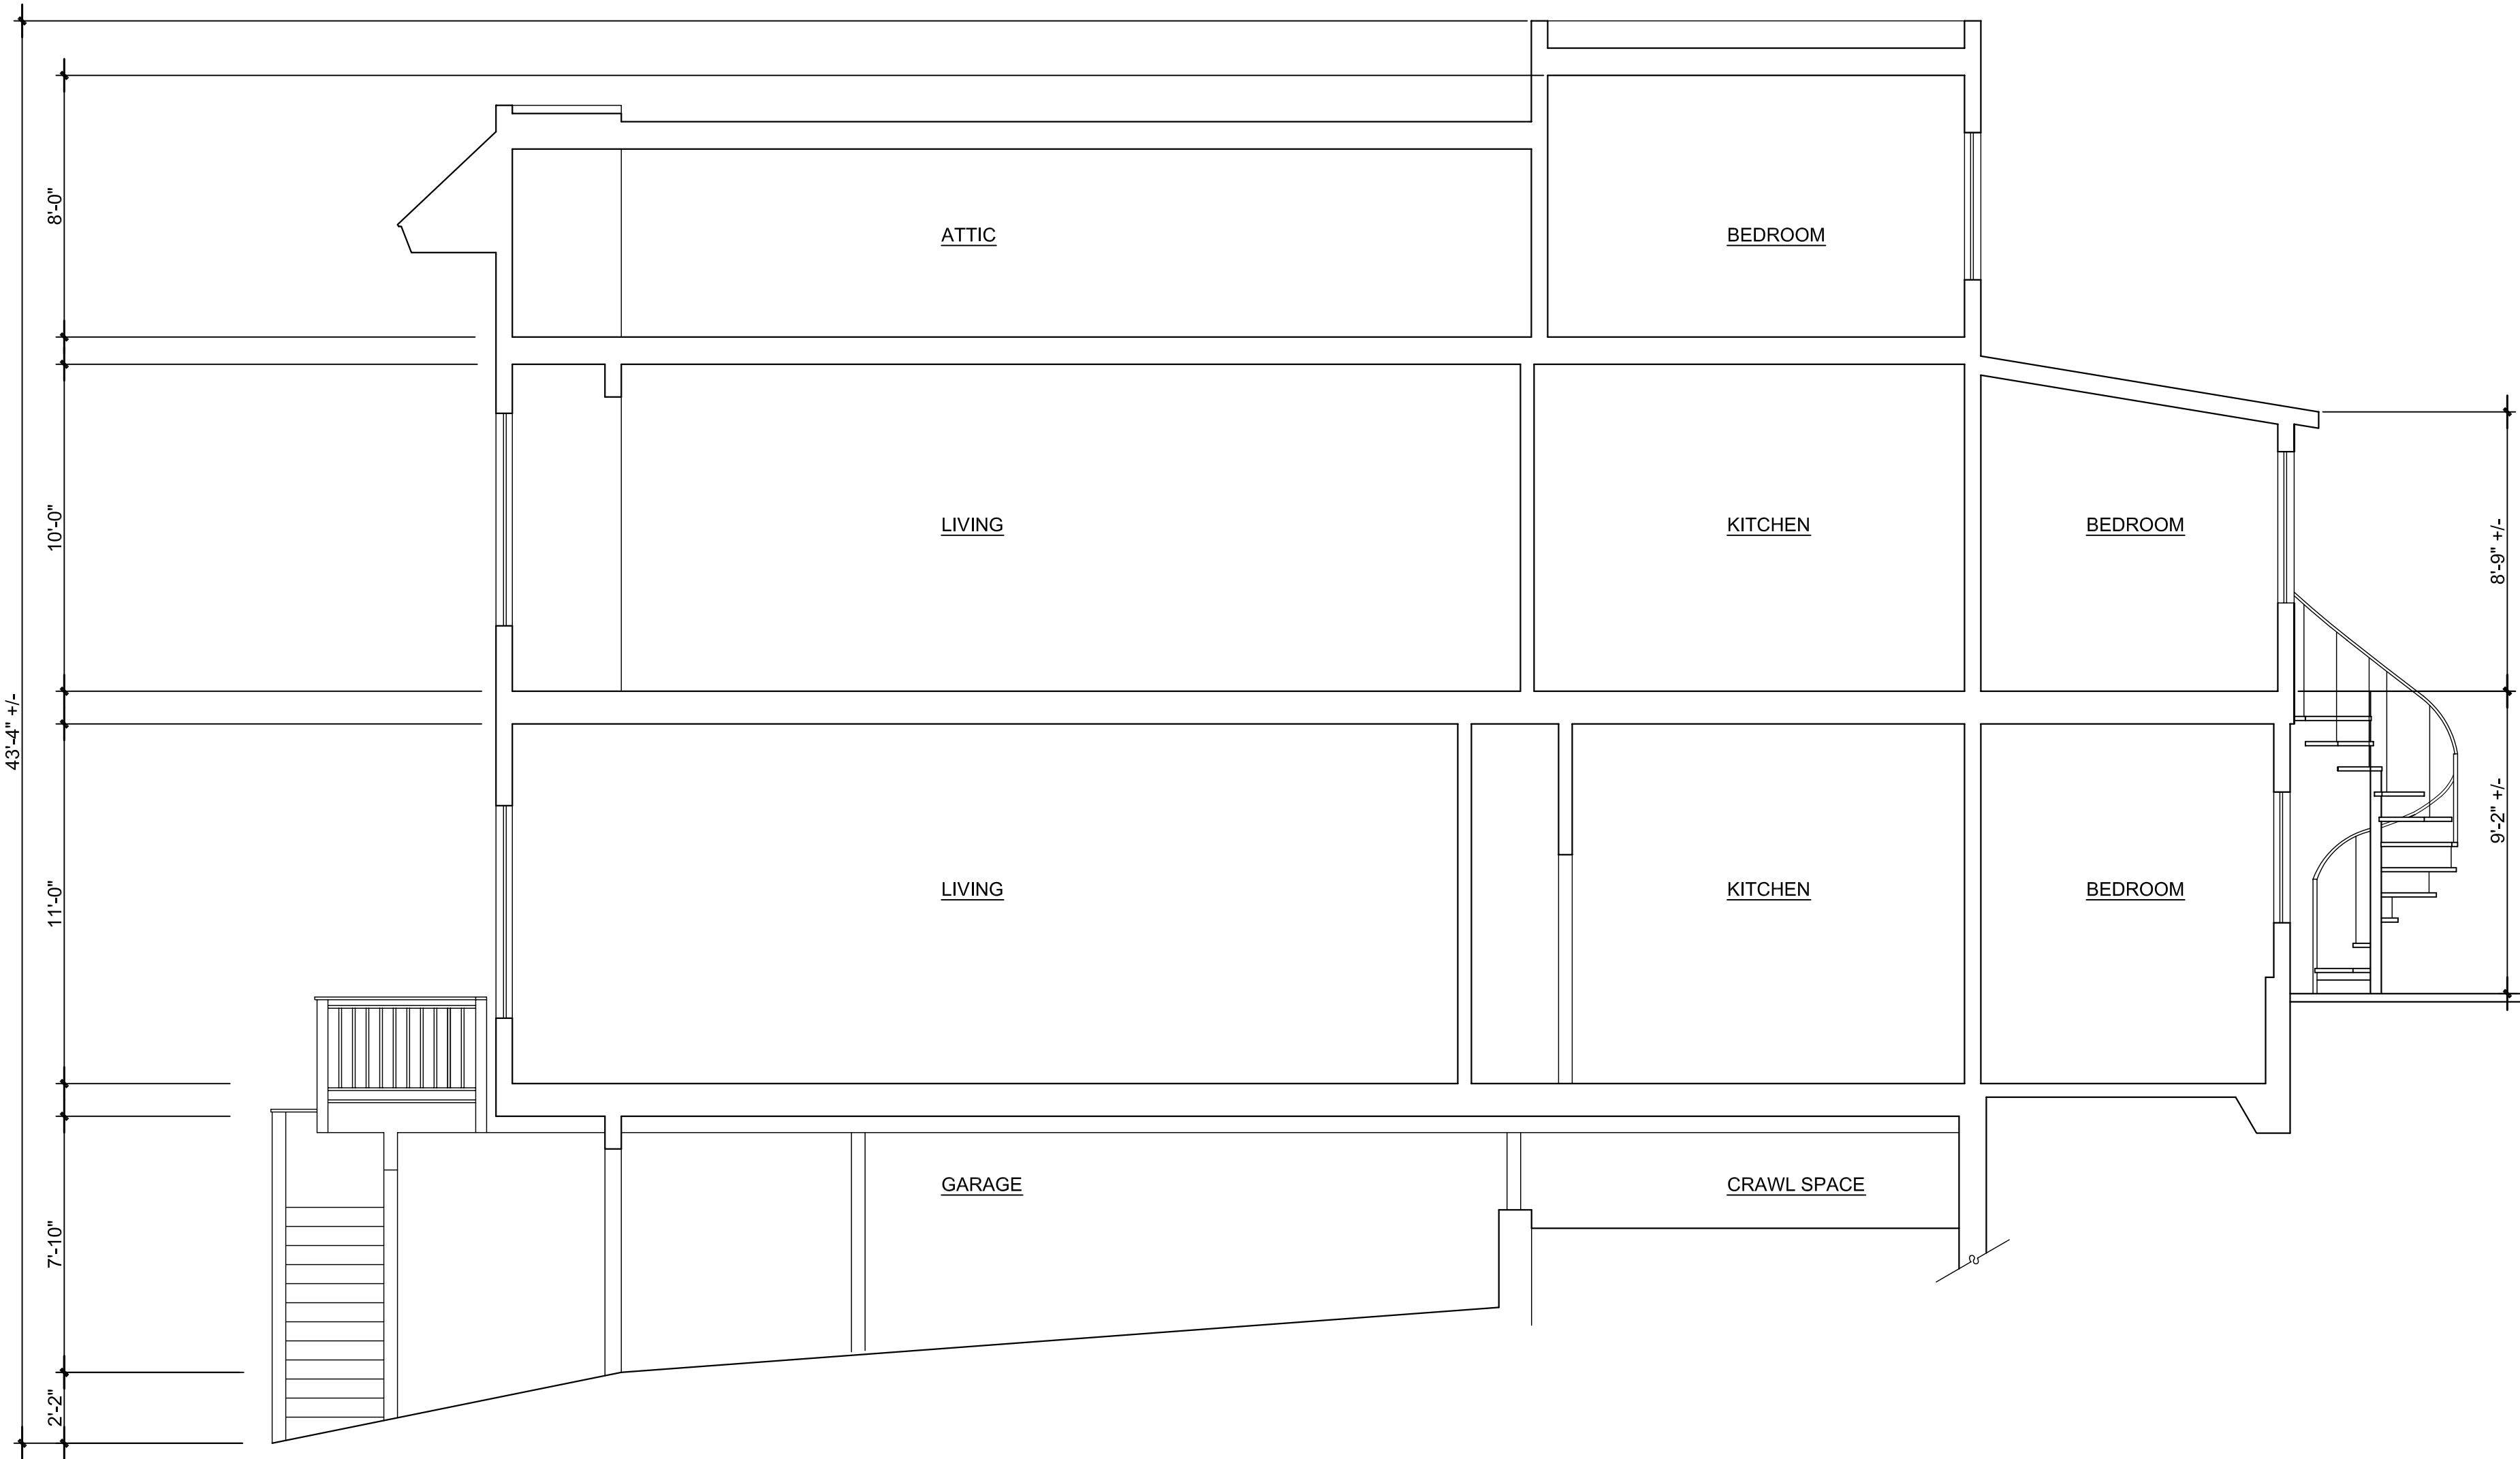 8'-0"
ATTIC
BEDROOM
10'-0"
LIVING
KITCHEN
BEDROOM
8'-9" +/-
43'-4" +/-
11'-0"
LIVING
KITCHEN
BEDROOM
9'-2" +/-
7'-10"
GARAGE
CRAWL SPACE
2'-2"